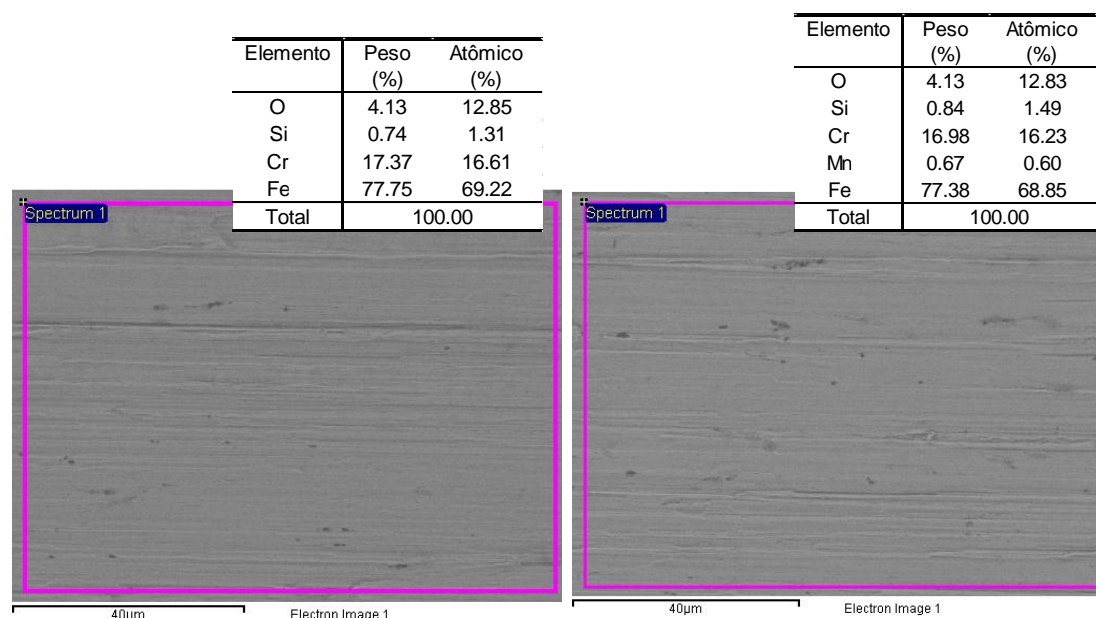 Elemento Peso Atômico
(%) (%)
O 4.13 12.85
Si 0.74 1.31
Cr 17.37 16.61
Fe 77.75 69.22
Total 100.00
Spectrum 1
40µm Electron Image 1
Elemento Peso Atômico
(%) (%)
O 4.13 12.83
Si 0.84 1.49
Cr 16.98 16.23
Mn 0.67 0.60
Fe 77.38 68.85
Total 100.00
Spectrum 1
40µm Electron Image 1